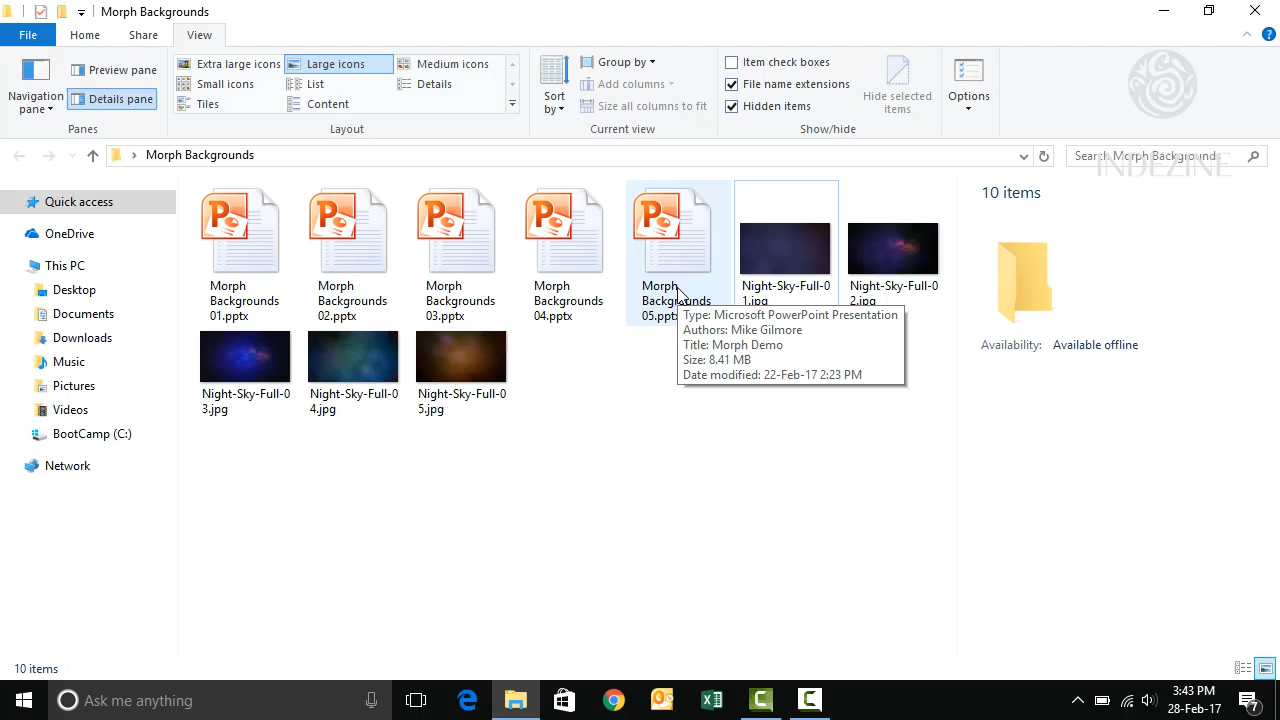 Morph Backgrounds
File
Home
Share
View
Navigation
pane
Preview pane
Details pane
Panes
Extra large icons
Large icons
Medium icons
Small icons
List
Details
Tiles
Content
Layout
Sort
by
Group by
Add columns
Size all columns to fit
Current view
Item check boxes
File name extensions
Hidden items
Hide selected
items
Show/hide
Options
Morph Backgrounds
Search Morph Backgrounds
INDEZINE
Quick access
OneDrive
This PC
Desktop
Documents
Downloads
Music
Pictures
Videos
BootCamp (C:)
Network
Morph
Backgrounds
01.pptx
Morph
Backgrounds
02.pptx
Morph
Backgrounds
03.pptx
Morph
Backgrounds
04.pptx
Morph
Backgrounds
05.pptx
Night-Sky-Full-0
1.jpg
Night-Sky-Full-0
2.jpg
Night-Sky-Full-0
3.jpg
Night-Sky-Full-0
4.jpg
Night-Sky-Full-0
5.jpg
Type: Microsoft PowerPoint Presentation
Authors: Mike Gilmore
Title: Morph Demo
Size: 8.41 MB
Date modified: 22-Feb-17 2:23 PM
10 items
Availability: Available offline
10 items
Ask me anything
3:43 PM
28-Feb-17
7